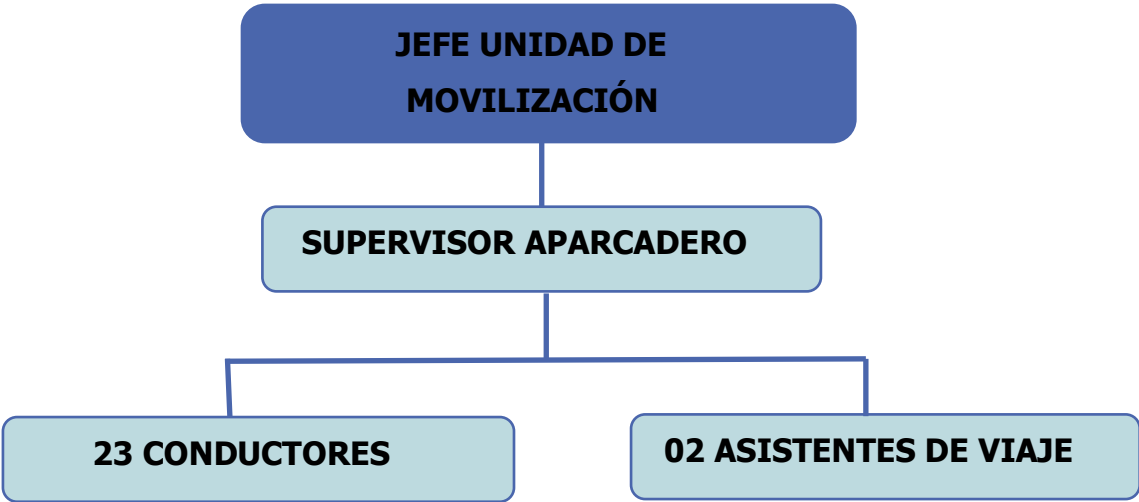 JEFE UNIDAD DE
MOVILIZACIÓN
SUPERVISOR APARCADERO
23 CONDUCTORES
02 ASISTENTES DE VIAJE